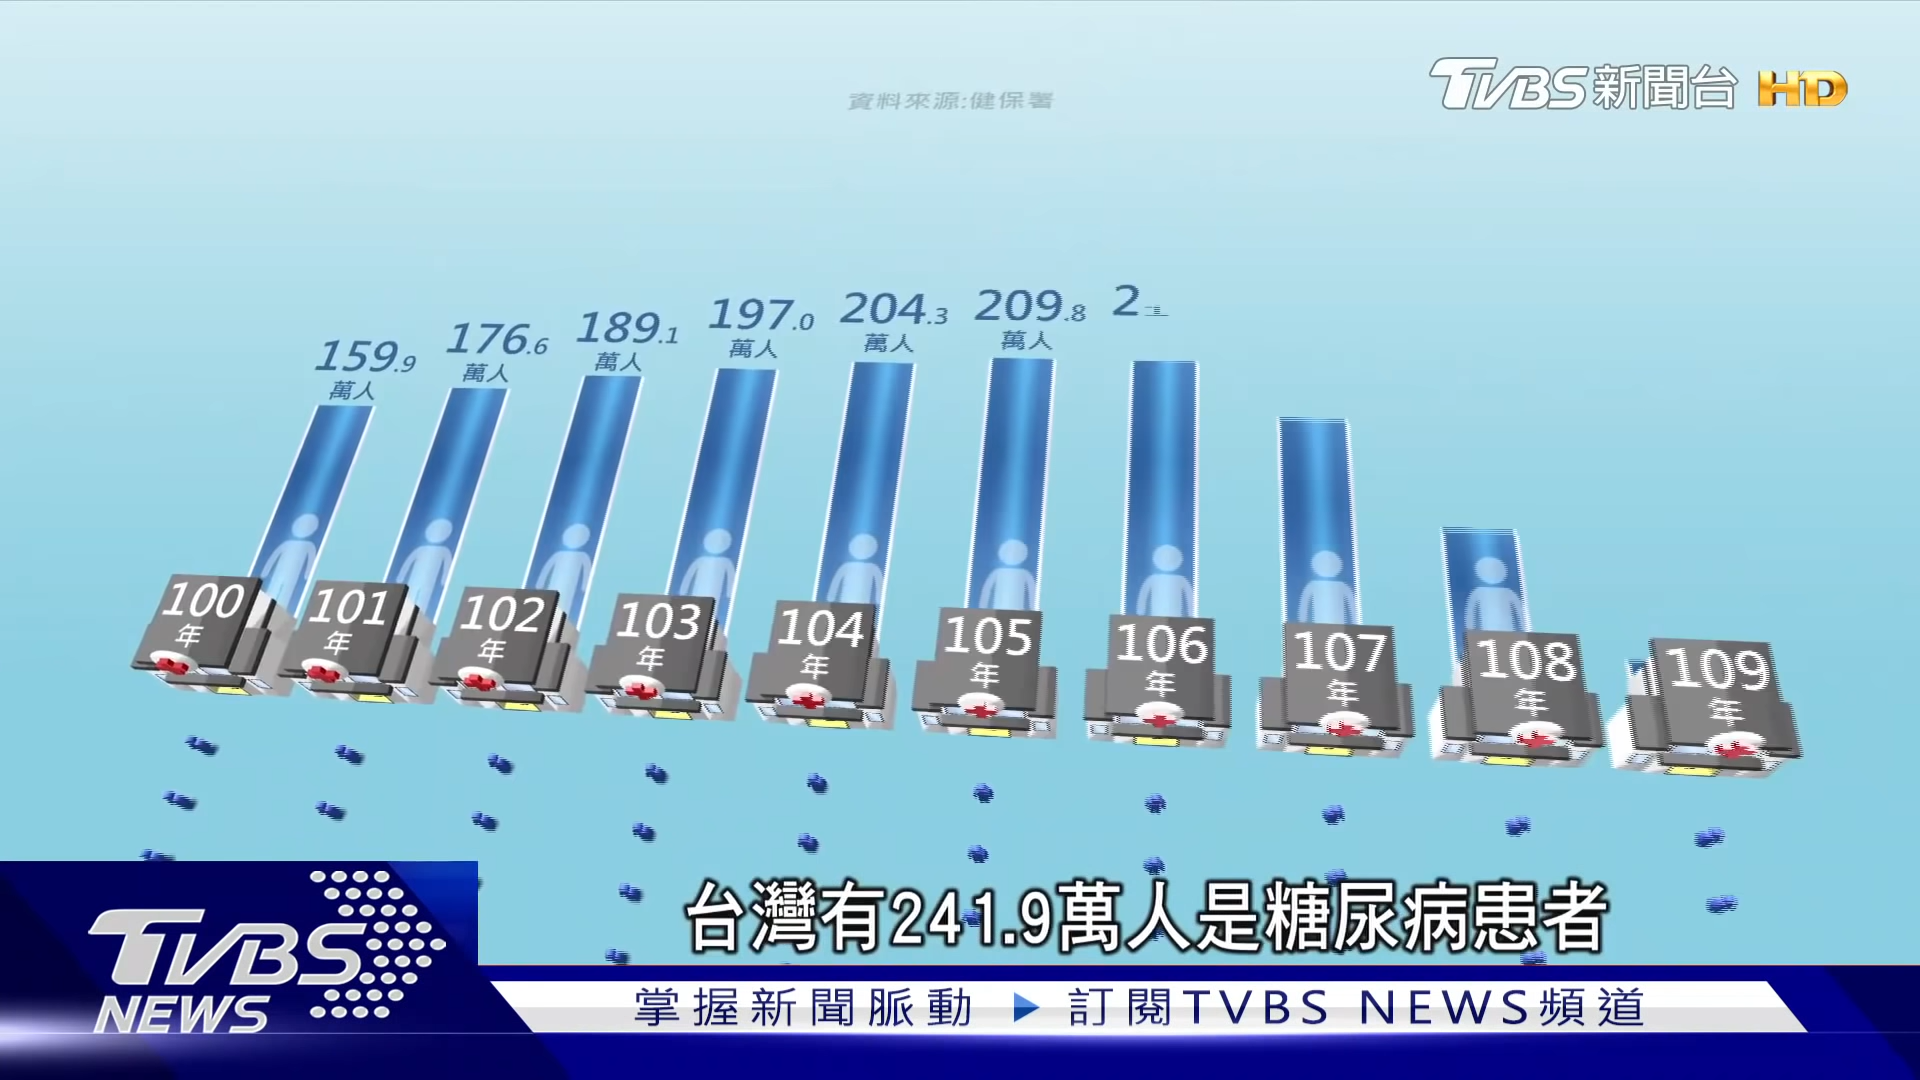 資料來源:健保署
TVBS新聞台 HD
159.9
萬人
176.6
萬人
189.1
萬人
197.0
萬人
204.3
萬人
209.8
萬人
2
100
年
101
年
102
年
103
年
104
年
105
年
106
年
107
年
108
年
109
年
台灣有241.9萬人是糖尿病患者
TVBS
NEWS
掌握新聞脈動 ▶ 訂閱TVBS NEWS頻道